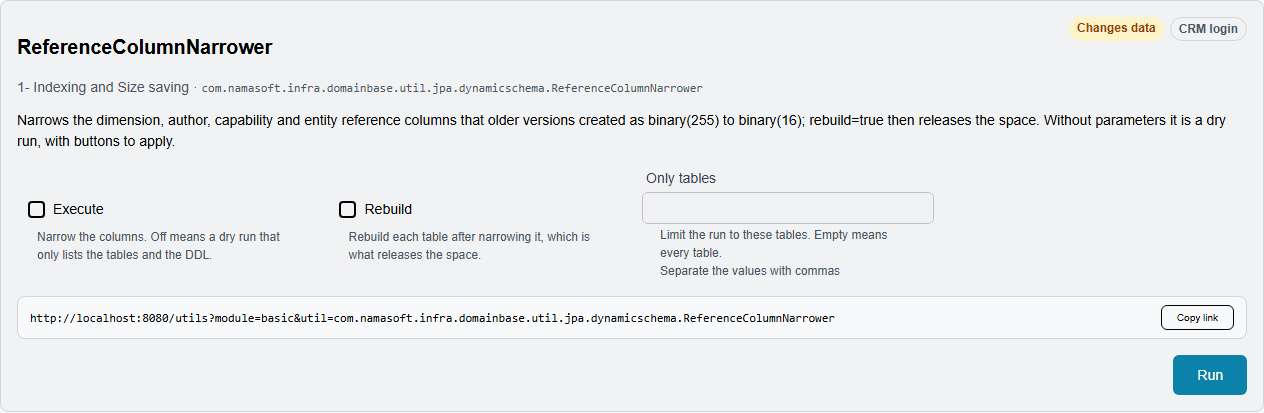 Changes data
CRM login
ReferenceColumnNarrower
1- Indexing and Size saving · com.namasoft.infra.domainbase.util.jpa.dynamicschema.ReferenceColumnNarrower
Narrows the dimension, author, capability and entity reference columns that older versions created as binary(255) to binary(16); rebuild=true then releases the space. Without parameters it is a dry
run, with buttons to apply.
Only tables
Execute
Rebuild
Narrow the columns. Off means a dry run that
only lists the tables and the DDL.
Rebuild each table after narrowing it, which is
what releases the space.
Limit the run to these tables. Empty means
every table.
Separate the values with commas
http://localhost:8080/utils?module=basic&util=com.namasoft.infra.domainbase.util.jpa.dynamicschema.ReferenceColumnNarrower
Copy link
Run